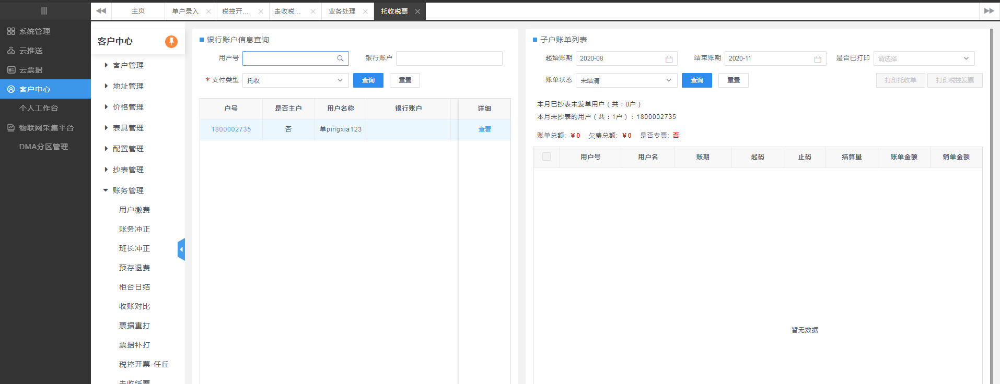 主页
单户录入
税控开...
走收税...
业务处理
托收税票
系统管理
云推送
云票据
客户中心
个人工作台
物联网采集平台
DMA分区管理
客户中心
客户管理
地址管理
价格管理
表具管理
配置管理
抄表管理
账务管理
用户缴费
账务冲正
班长冲正
预存退费
柜台日结
收账对比
票据重打
票据补打
税控开票-任丘
银行账户信息查询
用户号
银行账户
* 支付类型 托收 查询 重置
户号 是否主户 用户名称 银行账户 详细
1800002735 否 单pingxia123 查看
子户账单列表
起始账期 2020-08 结束账期 2020-11 是否已打印 请选择
账单状态 未结清 查询 重置 打印托收单 打印税控发票
本月已抄表未发单用户（共：0户）
本月未抄表的用户（共：1户）：1800002735
账单总额: ¥0 欠费总额: ¥0 是否专票: 否
用户号 用户名 账期 起码 止码 结算量 账单金额 销单金额
暂无数据